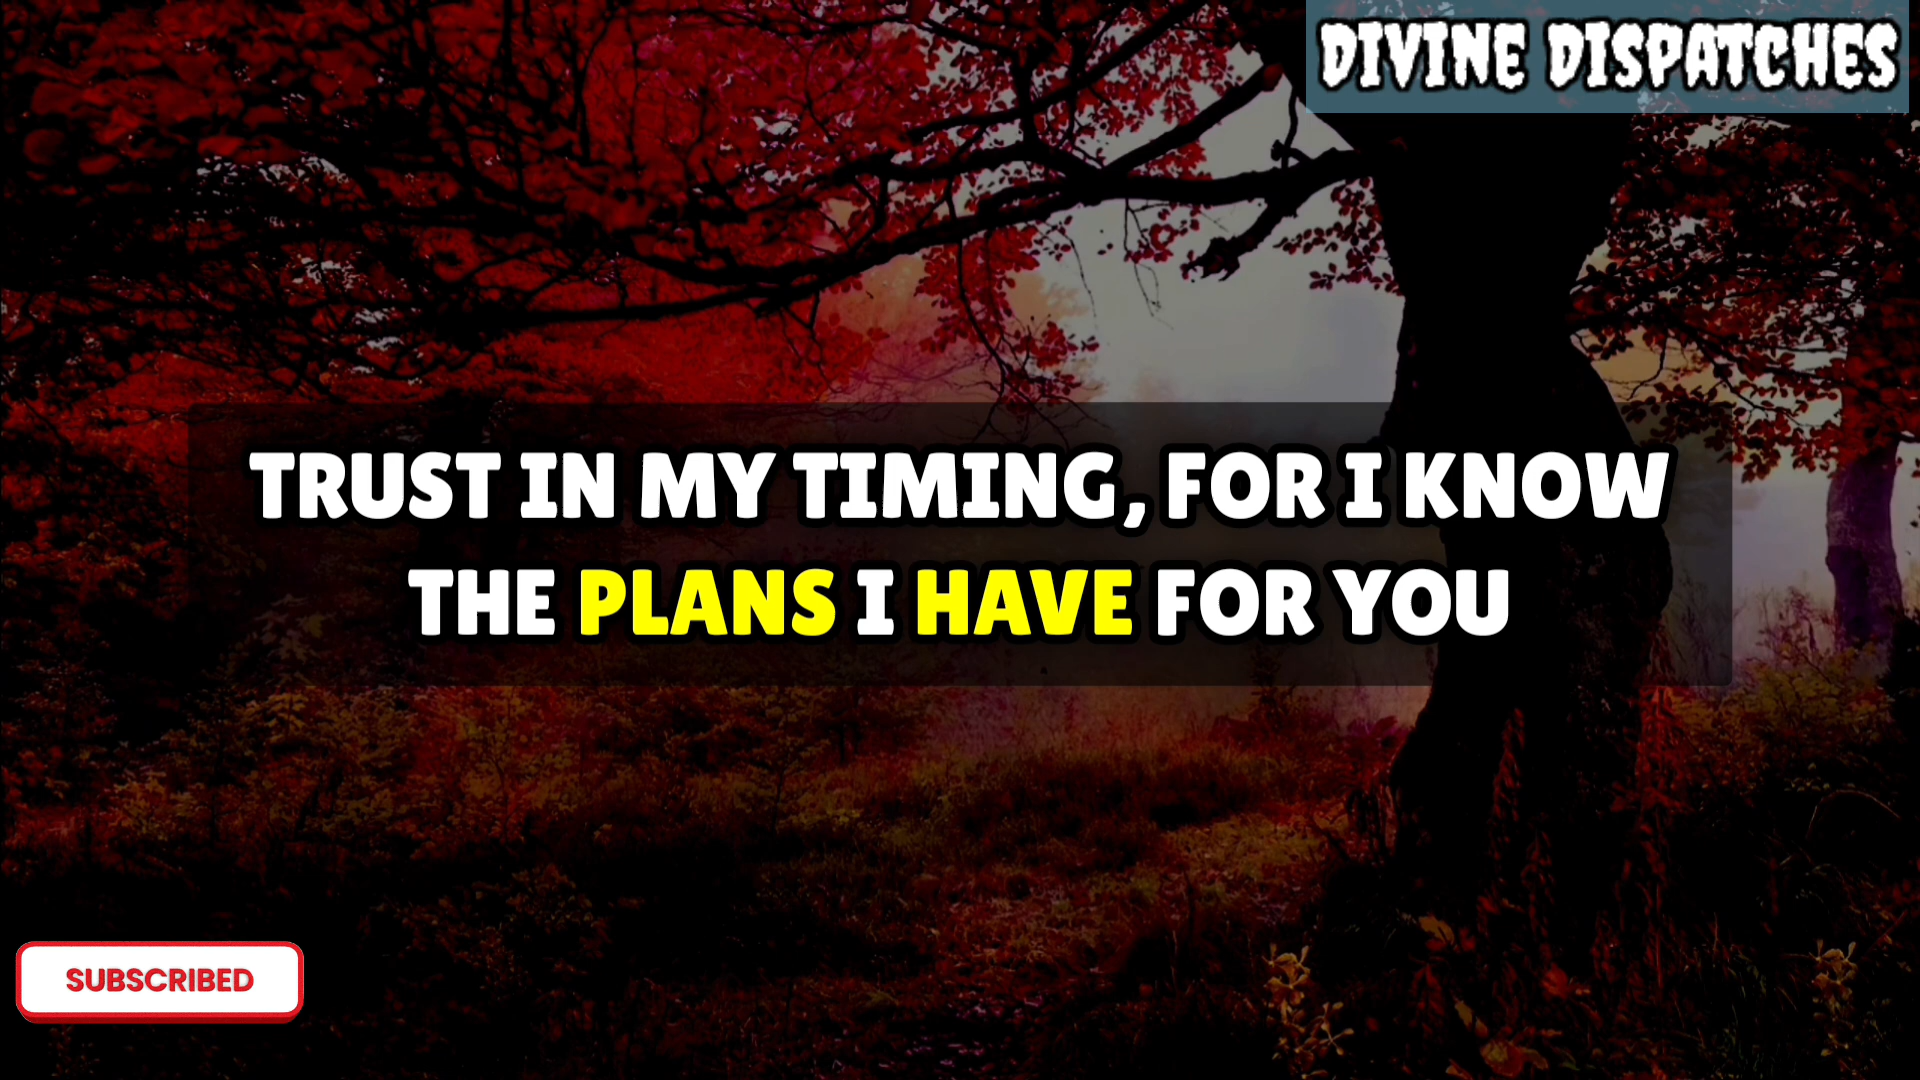 DIVINE DISPATCHES
TRUST IN MY TIMING, FOR I KNOW
THE PLANS I HAVE FOR YOU
SUBSCRIBED